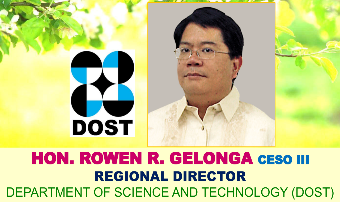 DOST
HON. ROWEN R. GELONGA CESO III
REGIONAL DIRECTOR
DEPARTMENT OF SCIENCE AND TECHNOLOGY (DOST)